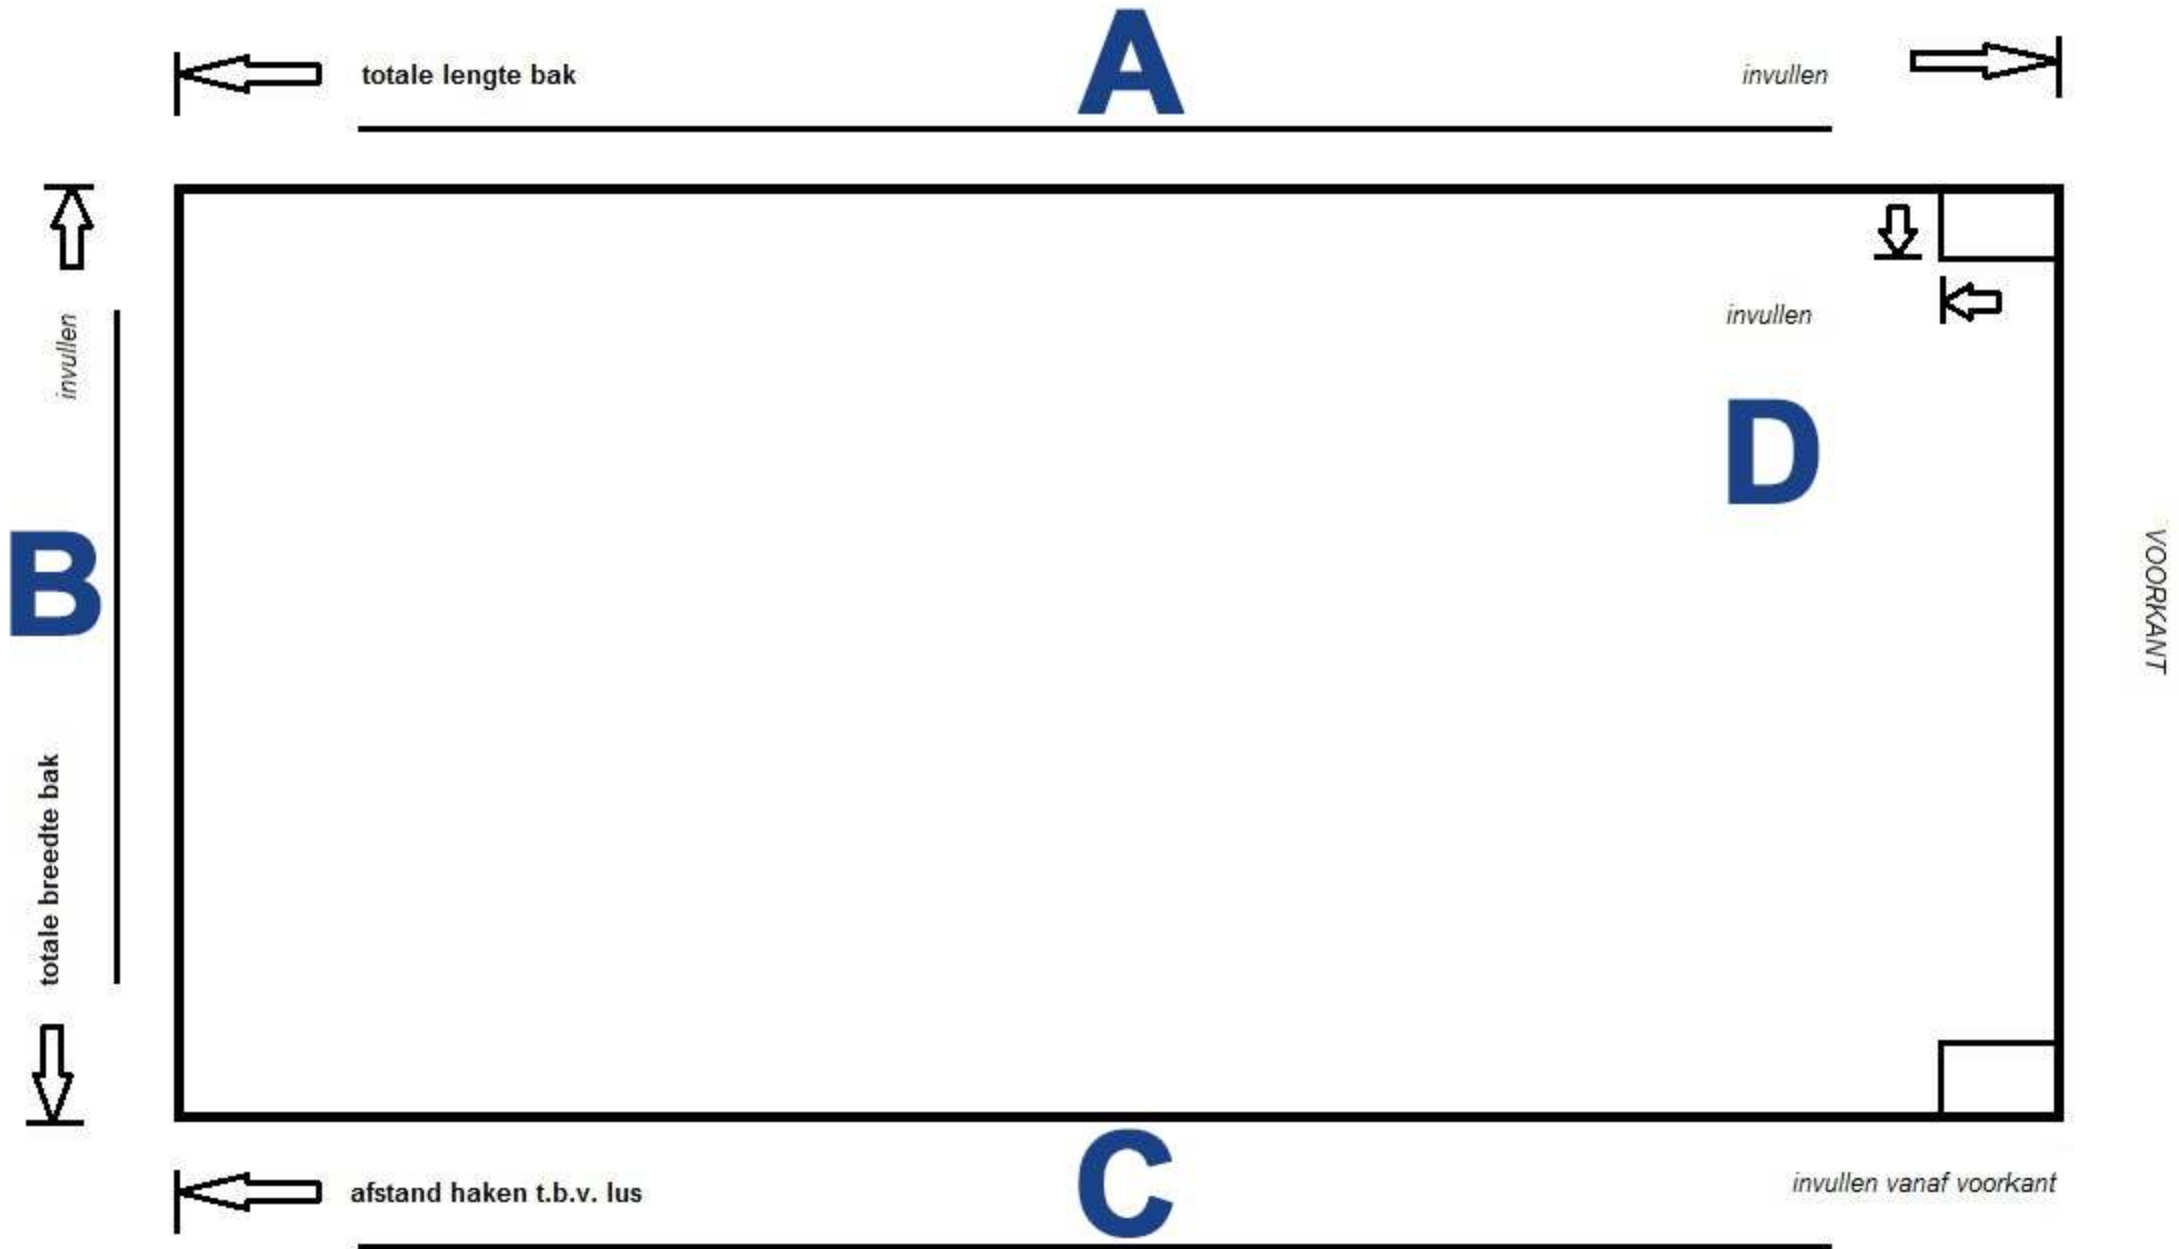 A
totale lengte bak
invullen
invullen
invullen
D
B
VOORKANT
totale breedte bak
C
afstand haken t.b.v. lus
invullen vanaf voorkant